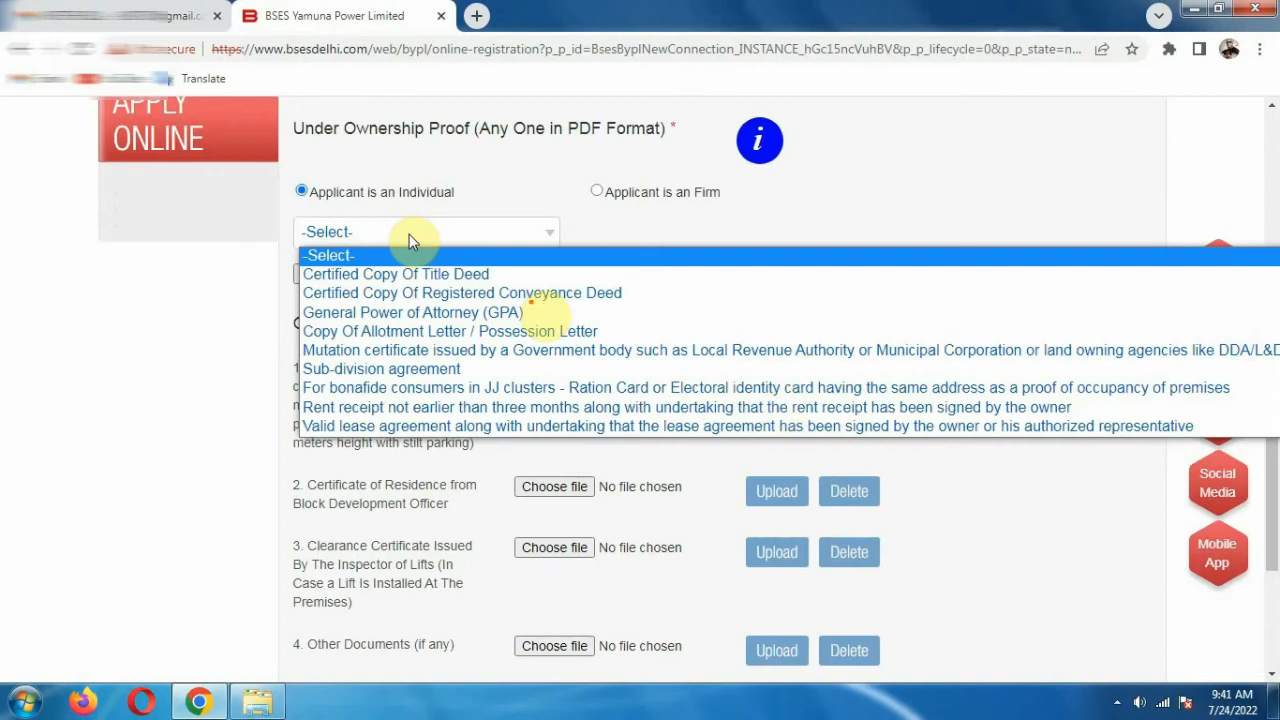 gmail.c
BSES Yamuna Power Limited
secure
https://www.bsesdelhi.com/web/bypl/online-registration?p_p_id=BsesBypINewConnection_INSTANCE_hGc15ncVuhBV&p_p_lifecycle=0&p_p_state=n...
Translate
APPLY
ONLINE
Under Ownership Proof (Any One in PDF Format) *
i
Applicant is an Individual
Applicant is an Firm
-Select-
-Select-
Certified Copy Of Title Deed
Certified Copy Of Registered Conveyance Deed
General Power of Attorney (GPA)
Copy Of Allotment Letter / Possession Letter
Mutation certificate issued by a Government body such as Local Revenue Authority or Municipal Corporation or land owning agencies like DDA/L&D
Sub-division agreement
For bonafide consumers in JJ clusters - Ration Card or Electoral identity card having the same address as a proof of occupancy of premises
Rent receipt not earlier than three months along with undertaking that the rent receipt has been signed by the owner
Valid lease agreement along with undertaking that the lease agreement has been signed by the owner or his authorized representative
meters height with stilt parking)
2. Certificate of Residence from
Block Development Officer
Choose file No file chosen
Upload
Delete
3. Clearance Certificate Issued
By The Inspector of Lifts (In
Case a Lift Is Installed At The
Premises)
Choose file No file chosen
Upload
Delete
4. Other Documents (if any)
Choose file No file chosen
Upload
Delete
Social
Media
Mobile
App
9:41 AM
7/24/2022